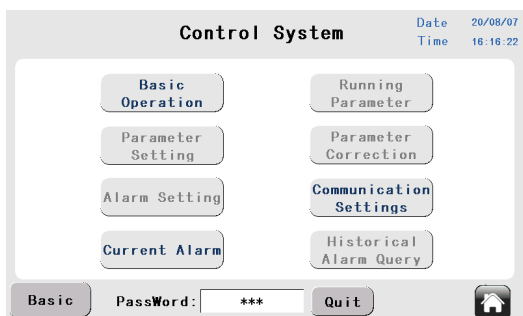 Control System
Date 20/08/07
Time 16:16:22
Basic
Operation
Running
Parameter
Parameter
Setting
Parameter
Correction
Alarm Setting
Communication
Settings
Current Alarm
Historical
Alarm Query
Basic
PassWord: ***
Quit